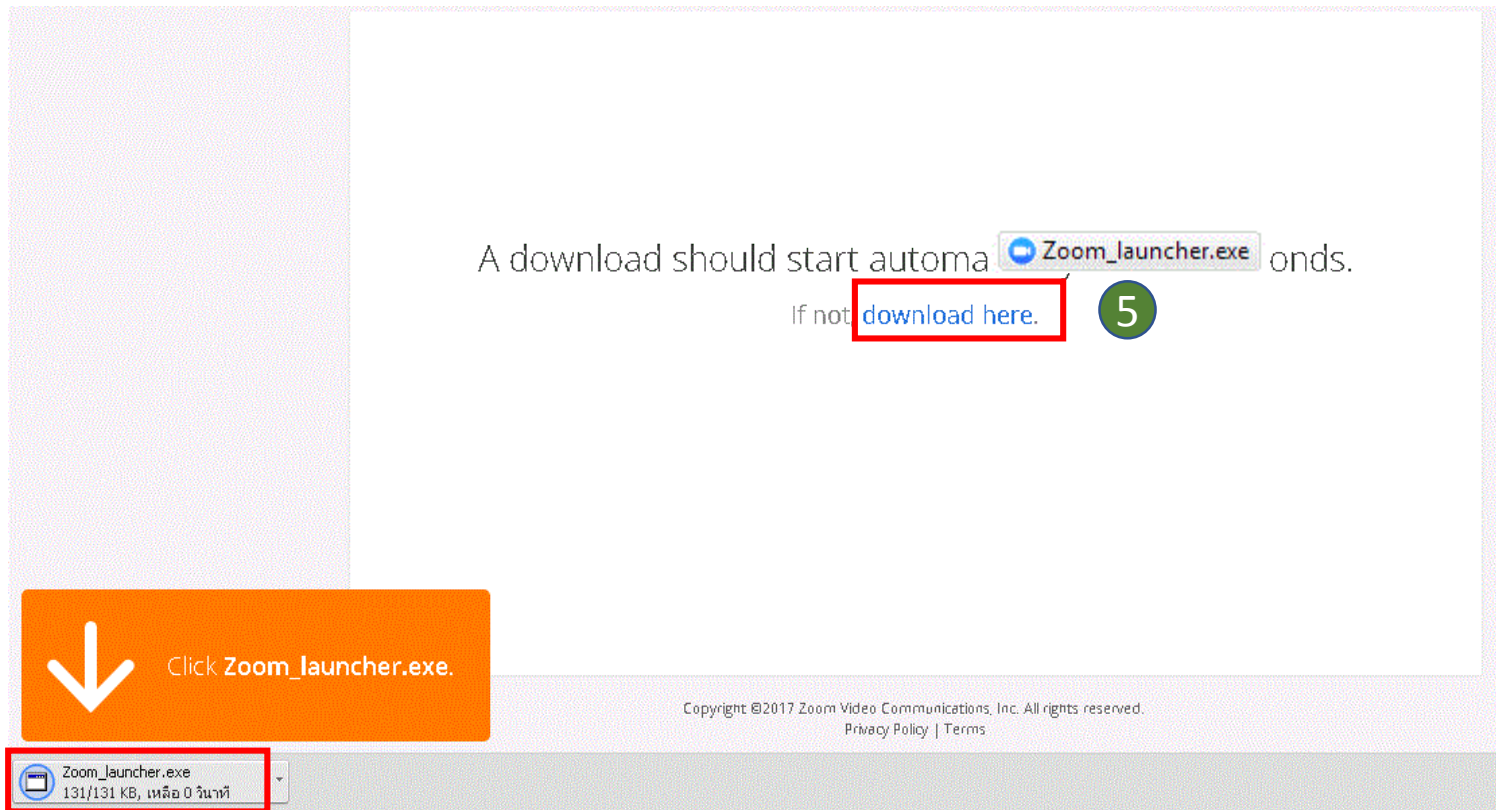 A download should start automa Zoom_launcher.exe onds.
If not, download here.
5
Click Zoom_launcher.exe.
Copyright ©2017 Zoom Video Communications, Inc. All rights reserved.
Privacy Policy | Terms
Zoom_launcher.exe
131/131 KB, เหลือ 0 วินาที